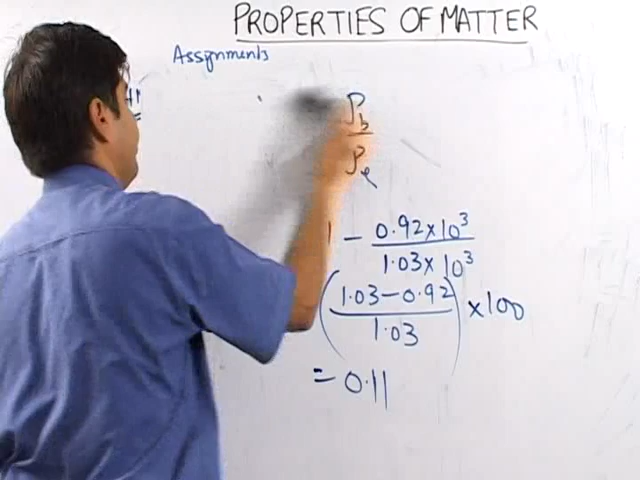 PROPERTIES OF MATTER
Assignments
ρb
ρe
1 - 0.92×10³
1.03×10³
(1.03-0.92) ×100
1.03
= 0.11